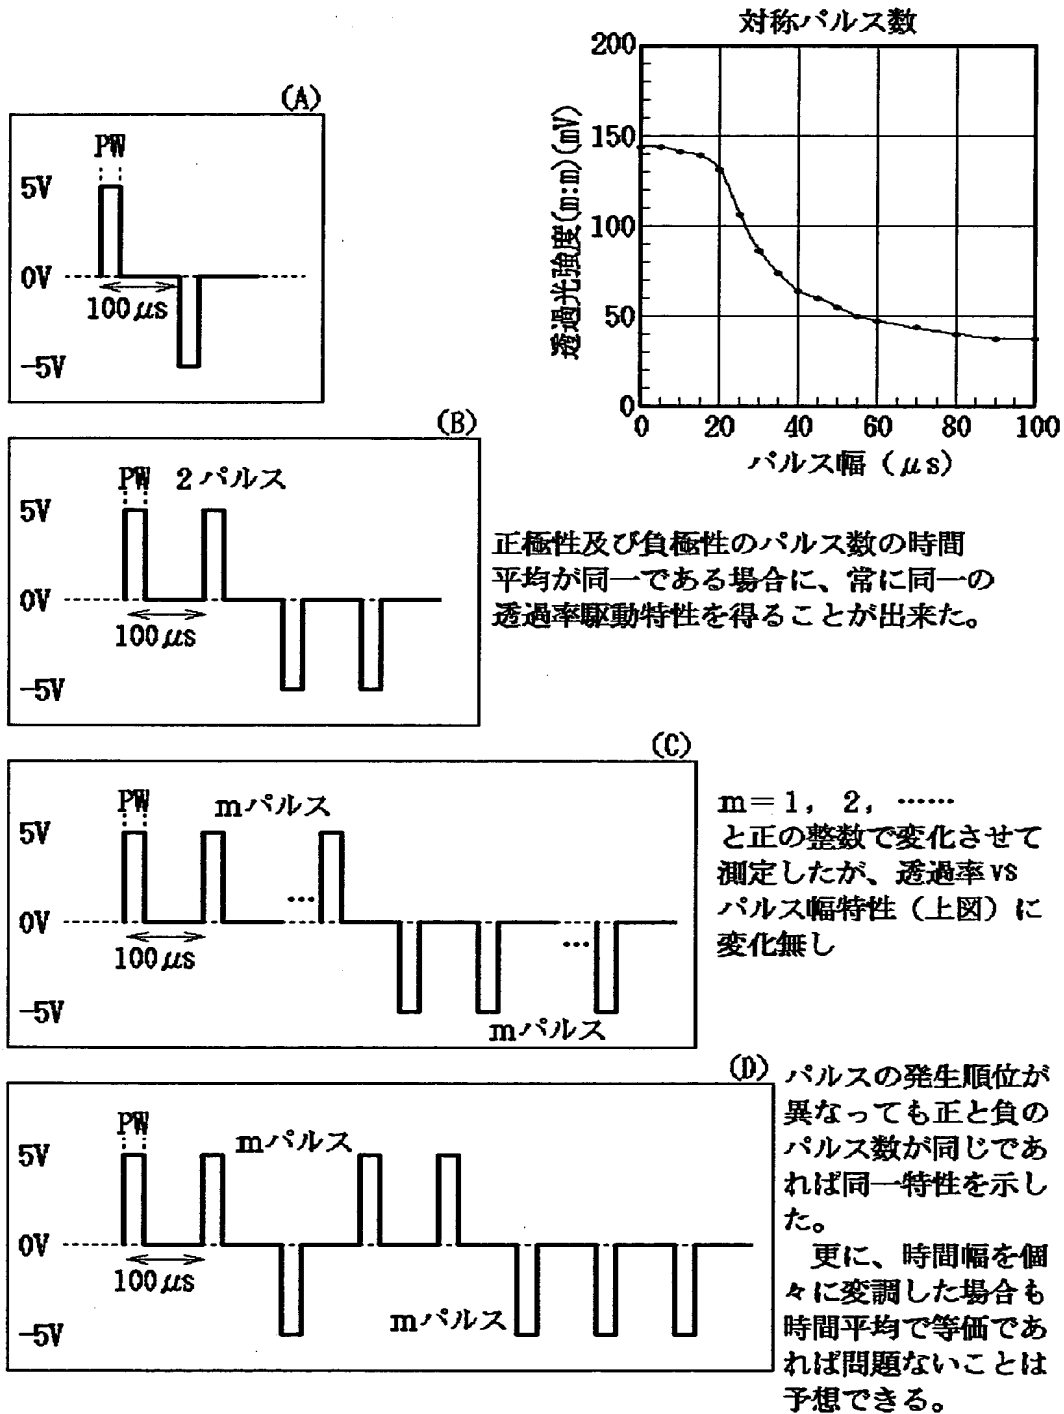 対称パルス数
200
150
100
50
0
透過光強度(m:m)(mV)
0 20 40 60 80 100
パルス幅（μs）
(A)
PW
5V
0V
100μs
-5V
(B)
PW 2パルス
5V
0V
100μs
-5V
正極性及び負極性のパルス数の時間
平均が同一である場合に、常に同一の
透過率駆動特性を得ることが出来た。
(C)
PW mパルス
5V
…
0V
…
100μs
-5V
mパルス
m＝1，2，……
と正の整数で変化させて
測定したが、透過率vs
パルス幅特性（上図）に
変化無し
(D)
PW mパルス
5V
0V
100μs
mパルス
-5V
パルスの発生順位が
異なっても正と負の
パルス数が同じであ
れば同一特性を示し
た。
更に、時間幅を個
々に変調した場合も
時間平均で等価であ
れば問題ないことは
予想できる。